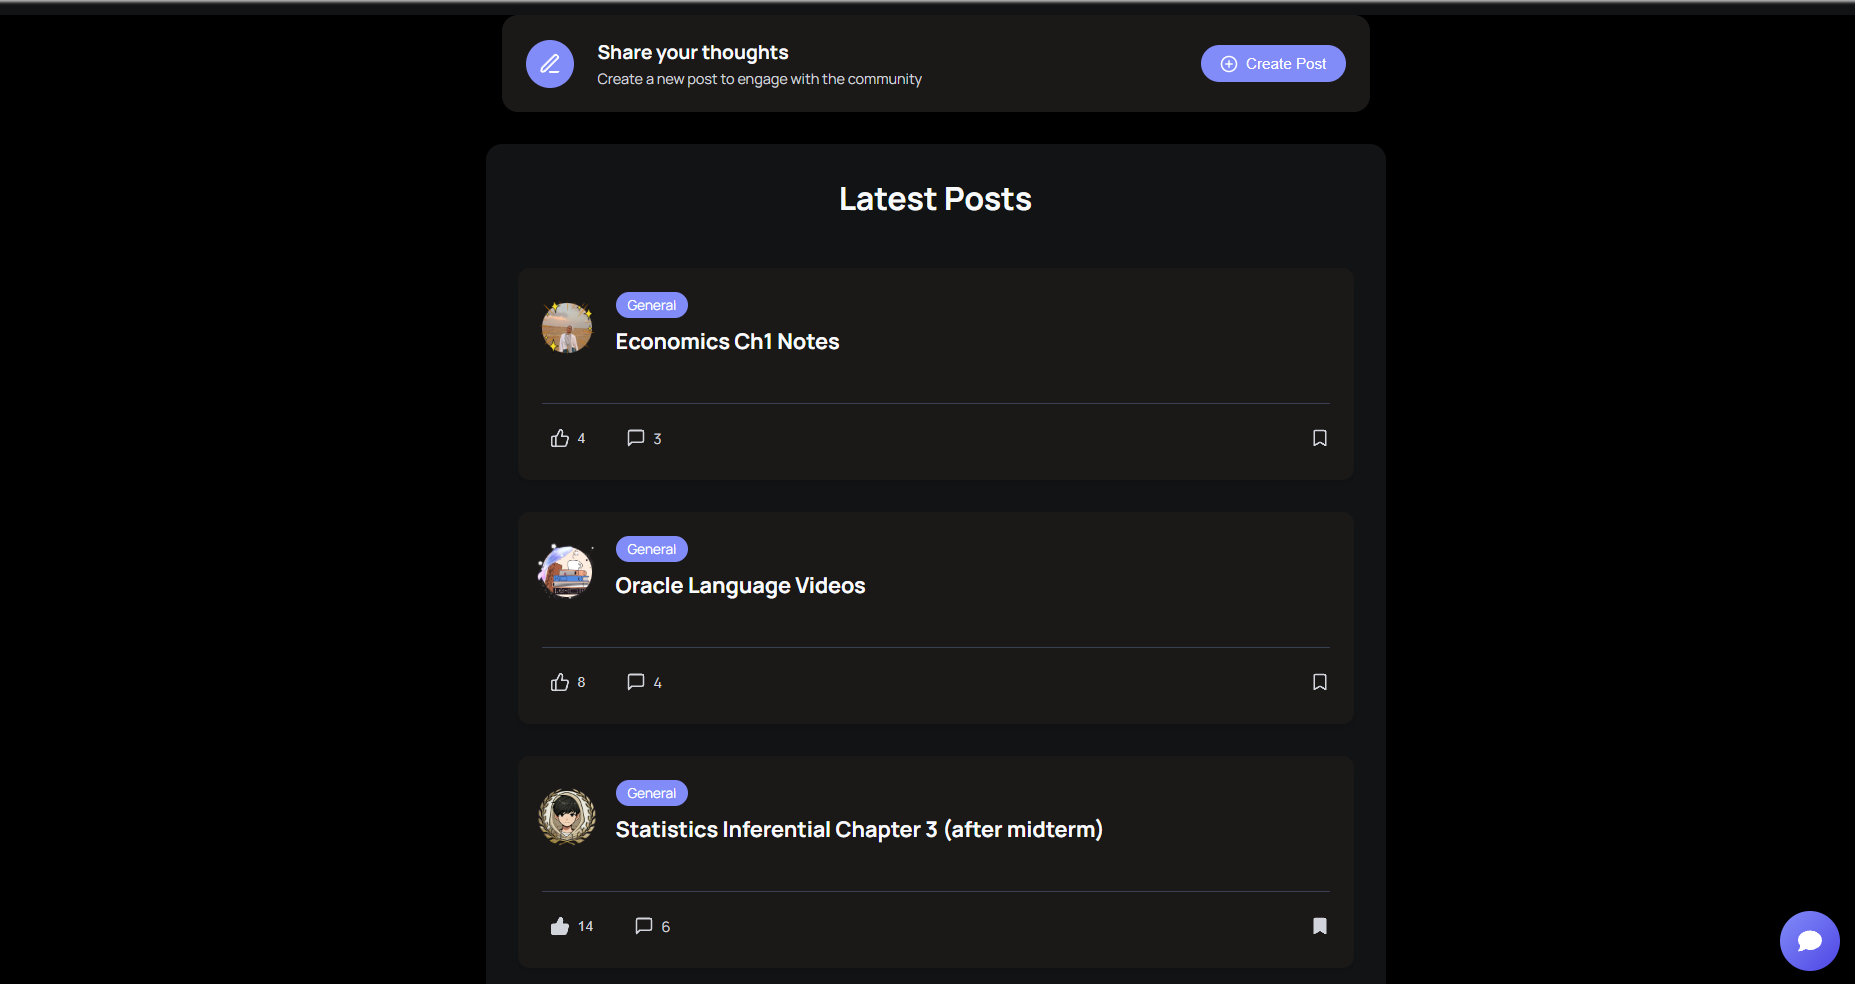 Share your thoughts
Create a new post to engage with the community
Create Post
Latest Posts
General
Economics Ch1 Notes
4
3
General
Oracle Language Videos
8
4
General
Statistics Inferential Chapter 3 (after midterm)
14
6